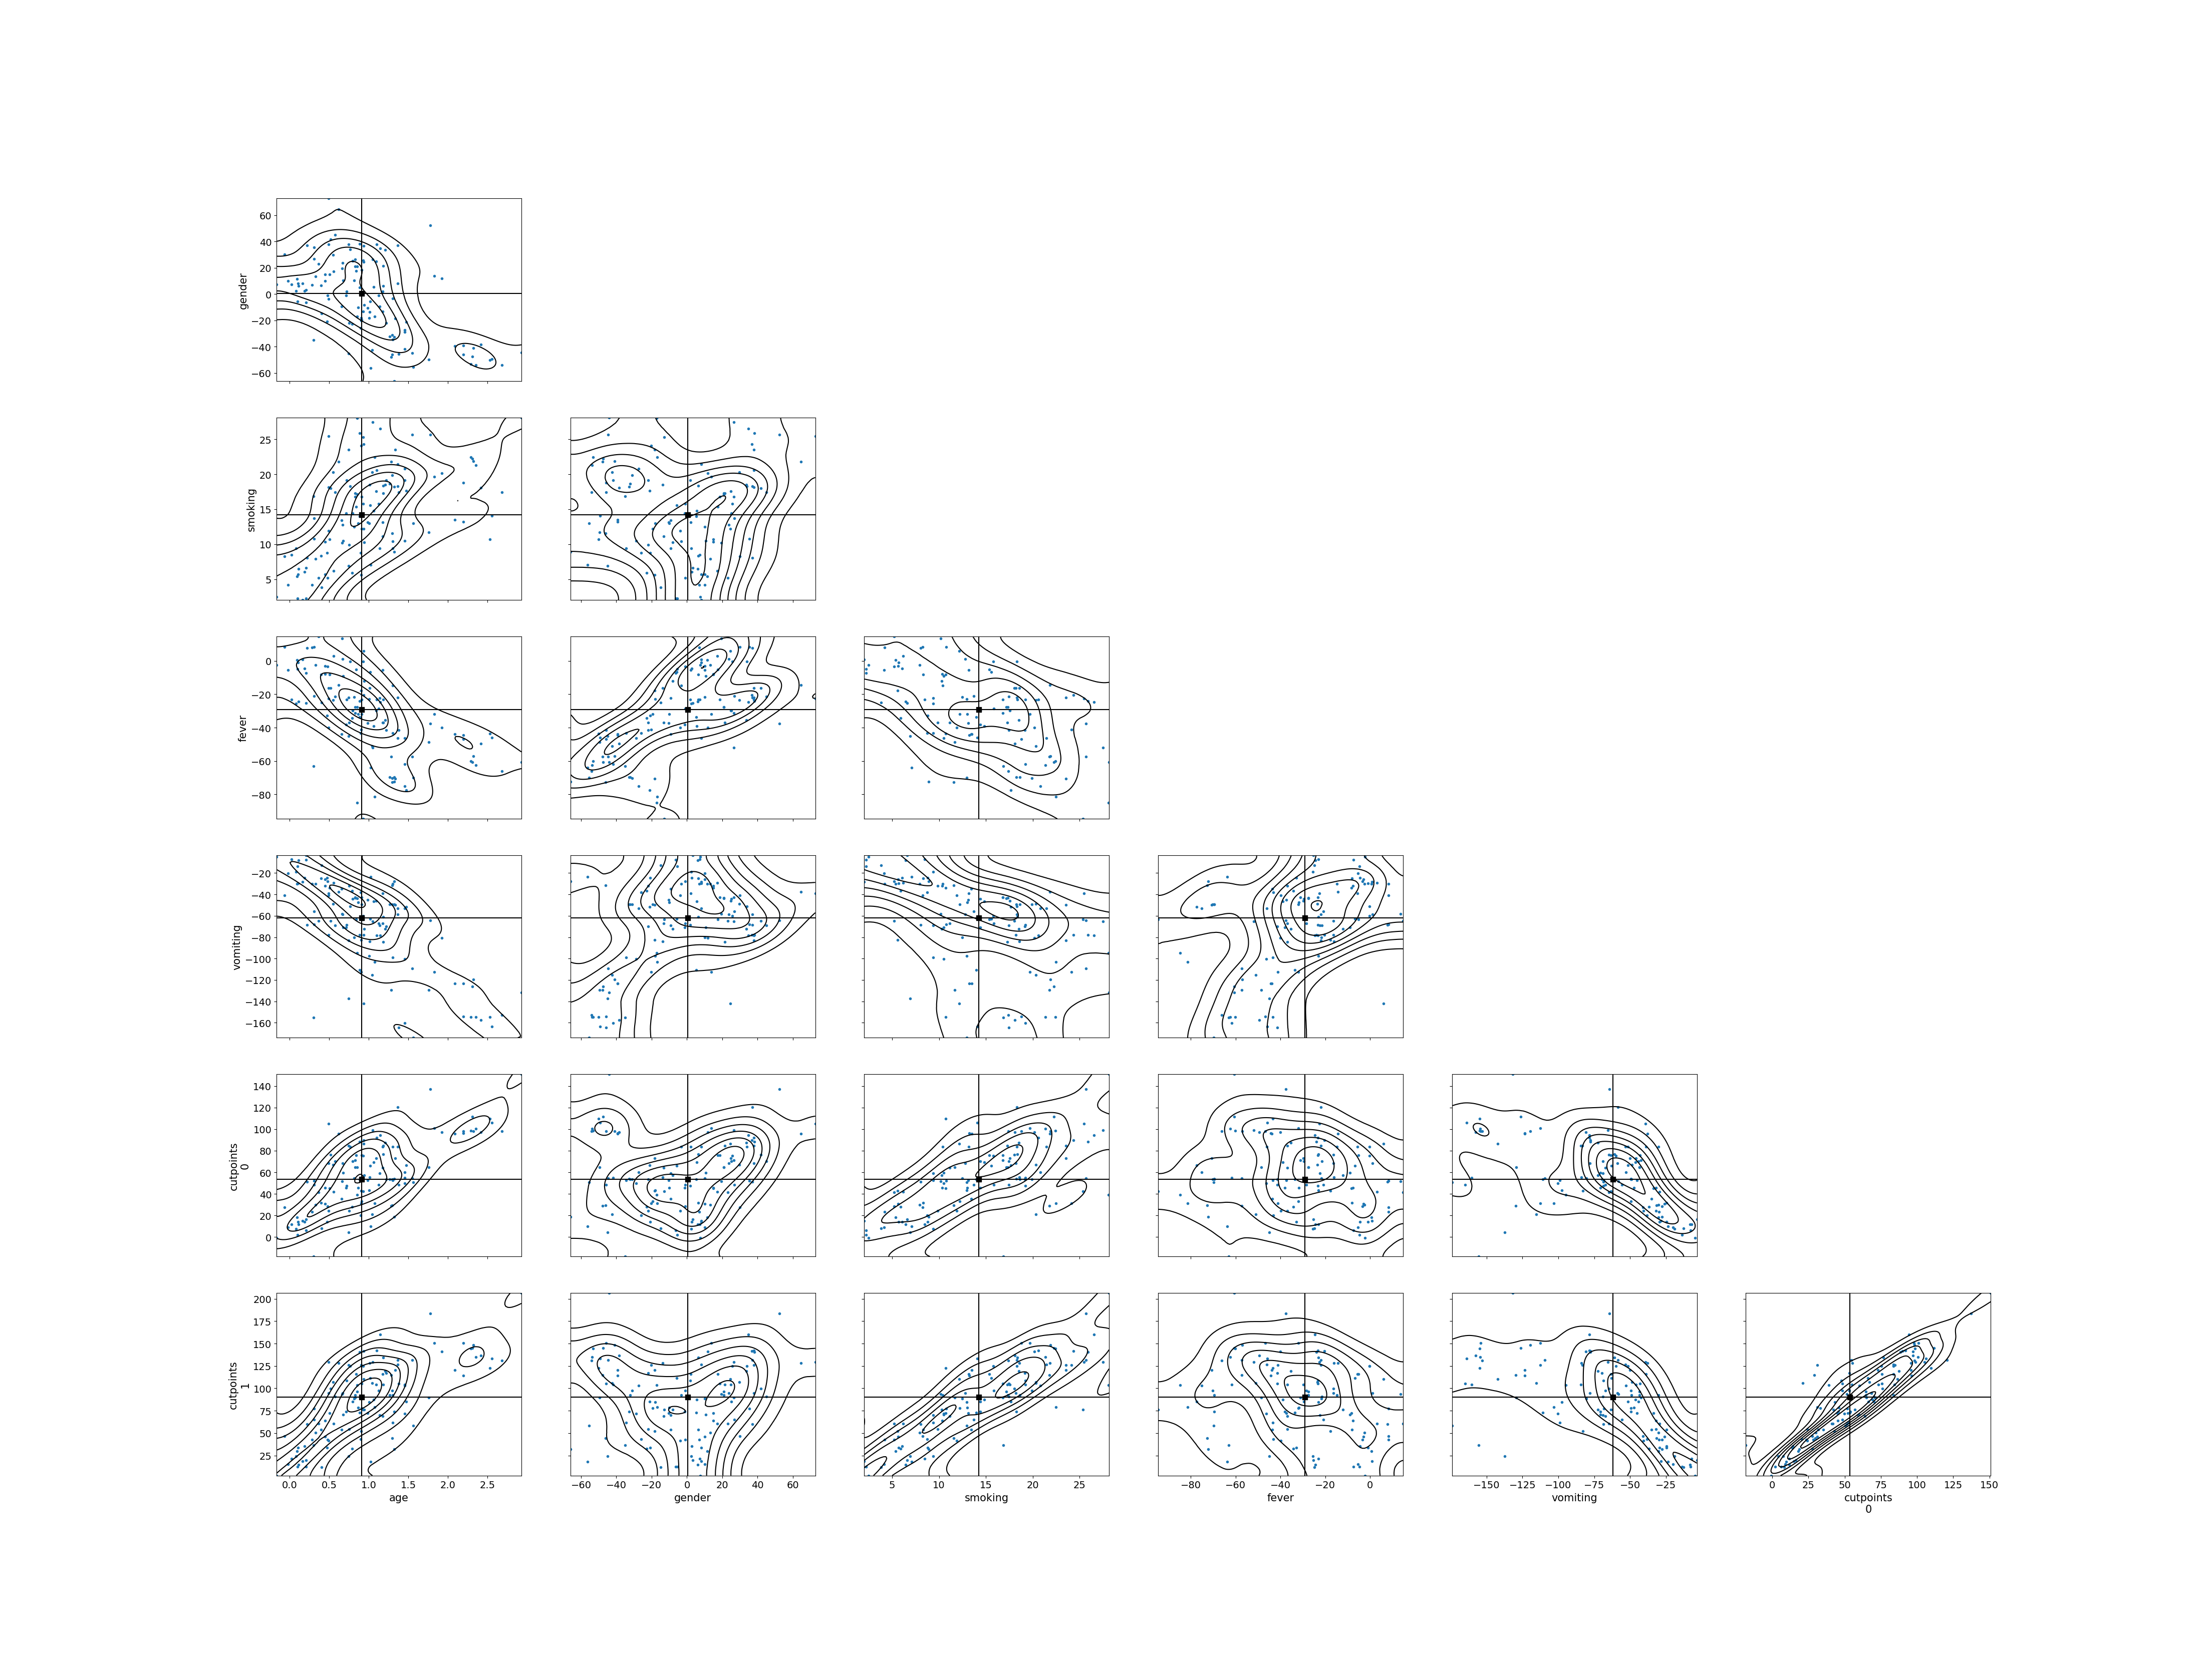 60
40
20
gender
0
−20
−40
−60
25
20
smoking
15
10
5
0
−20
fever
−40
−60
−80
−20
−40
−60
−80
vomiting
−100
−120
−140
−160
140
120
100
80
cutpoints
0
60
40
20
0
200
175
150
125
cutpoints
1
100
75
50
25
0.0 0.5 1.0 1.5 2.0 2.5
age
−60 −40 −20 0 20 40 60
gender
5 10 15 20 25
smoking
−80 −60 −40 −20 0
fever
−150 −125 −100 −75 −50 −25
vomiting
0 25 50 75 100 125 150
cutpoints
0